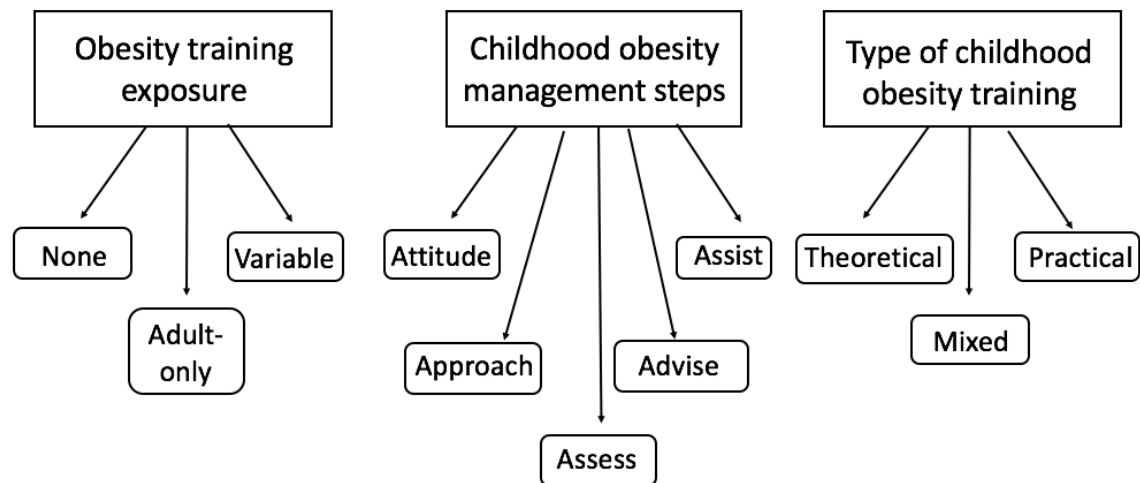 Obesity training
exposure
Childhood obesity
management steps
Type of childhood
obesity training
None
Variable
Adult-
only
Attitude
Assist
Approach
Advise
Assess
Theoretical
Practical
Mixed